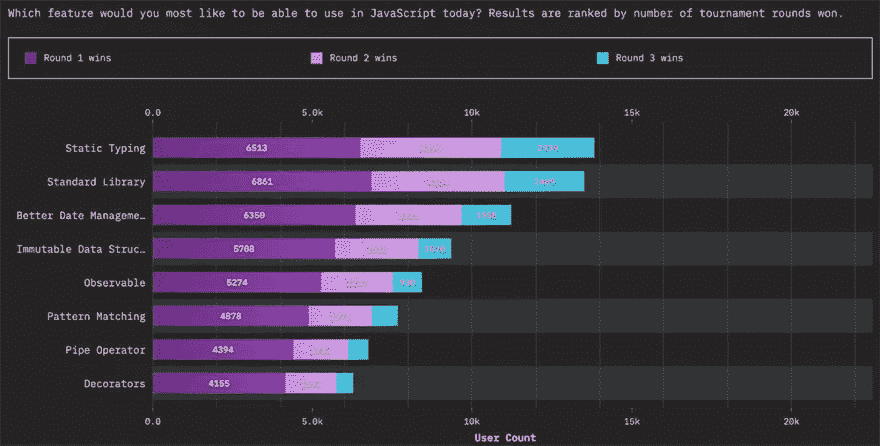 Which feature would you most like to be able to use in JavaScript today? Results are ranked by number of tournament rounds won.
Round 1 wins Round 2 wins Round 3 wins
0.0 5.0k 10k 15k 20k
Static Typing 6513
Standard Library 6861
Better Date Manageme… 6350
Immutable Data Struc… 5708
Observable 5274
Pattern Matching 4878
Pipe Operator 4394
Decorators 4155
0.0 5.0k 10k 15k 20k
User Count